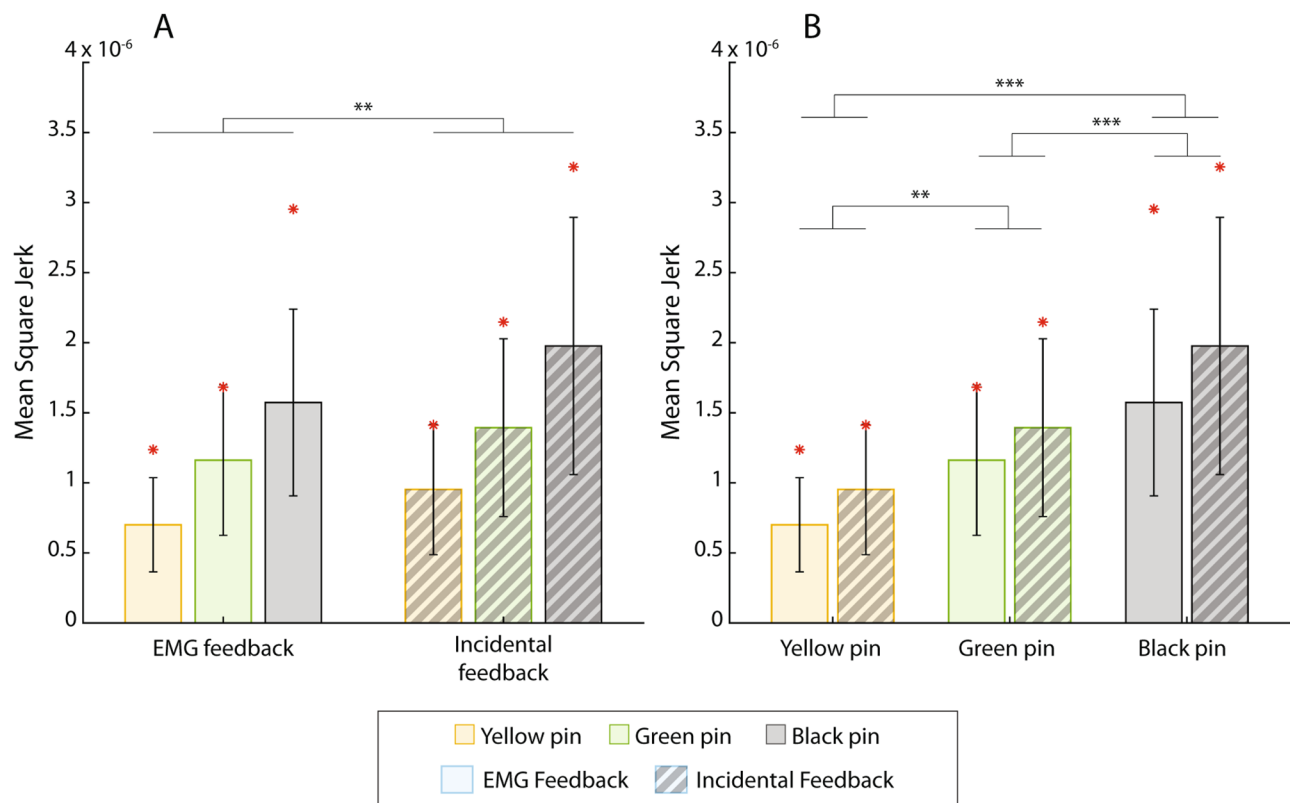 A
4 x 10-6
3.5
3
2.5
2
1.5
1
0.5
0
Mean Square Jerk
**
EMG feedback
Incidental
feedback
B
4 x 10-6
3.5
3
2.5
2
1.5
1
0.5
0
Mean Square Jerk
***
***
**
Yellow pin
Green pin
Black pin
Yellow pin Green pin Black pin
EMG Feedback Incidental Feedback